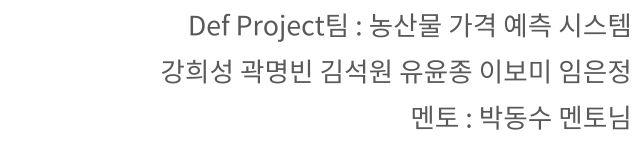 Def Project팀 : 농산물 가격 예측 시스템
강희성 곽명빈 김석원 유윤종 이보미 임은정
멘토 : 박동수 멘토님